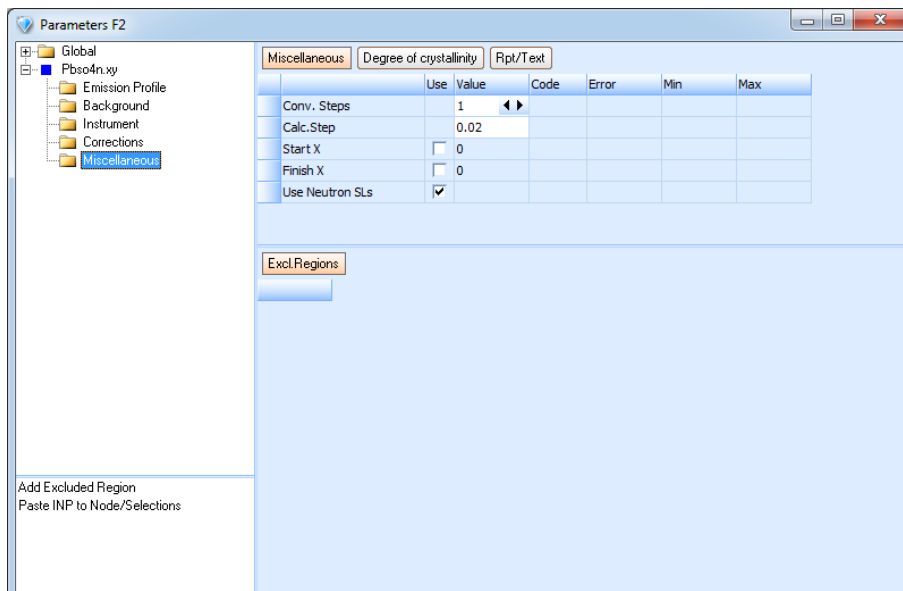 Parameters F2
Global
Pbso4n.xy
Emission Profile
Background
Instrument
Corrections
Miscellaneous
Add Excluded Region
Paste INP to Node/Selections
Miscellaneous Degree of crystallinity Rpt/Text
Use Value Code Error Min Max
Conv. Steps 1
Calc.Step 0.02
Start X 0
Finish X 0
Use Neutron SLs
Excl.Regions